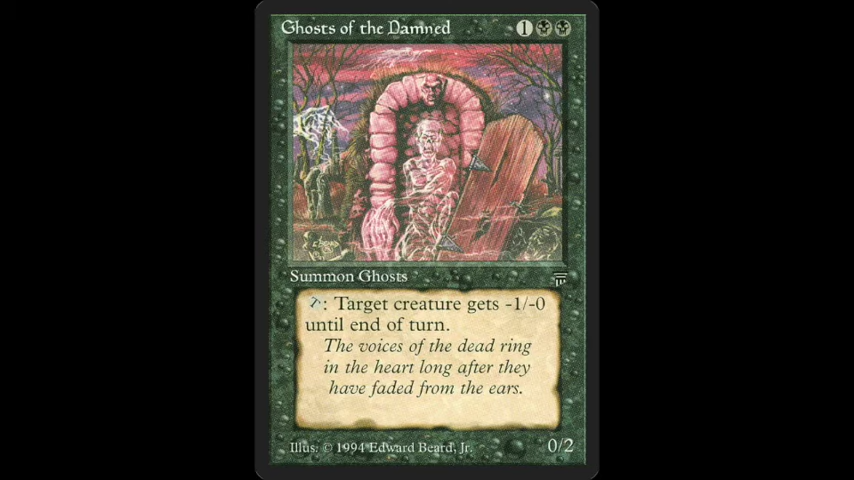 Ghosts of the Damned 1
Summon Ghosts
: Target creature gets -1/-0
until end of turn.
The voices of the dead ring
in the heart long after they
have faded from the ears.
Illus. © 1994 Edward Beard, Jr. 0/2